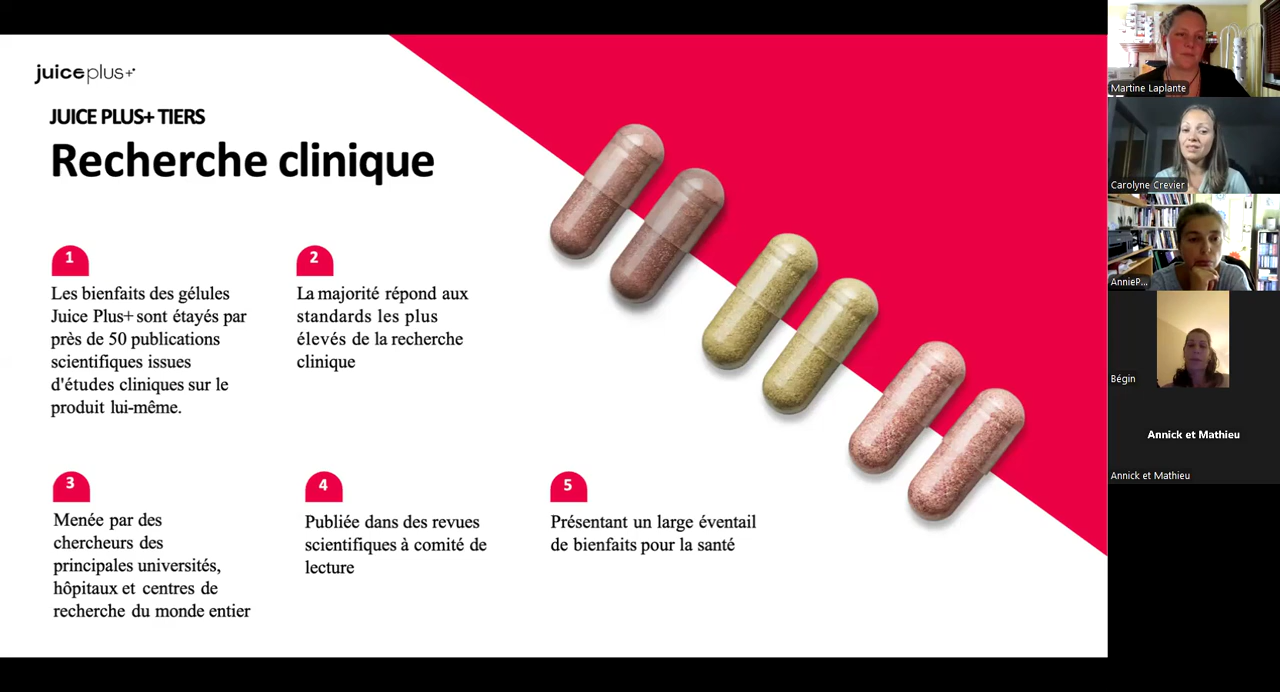 juice plus+
JUICE PLUS+ TIERS
Recherche clinique
1
Les bienfaits des gélules
Juice Plus+ sont étayés par
près de 50 publications
scientifiques issues
d'études cliniques sur le
produit lui-même.
2
La majorité répond aux
standards les plus
élevés de la recherche
clinique
3
Menée par des
chercheurs des
principales universités,
hôpitaux et centres de
recherche du monde entier
4
Publiée dans des revues
scientifiques à comité de
lecture
5
Présentant un large éventail
de bienfaits pour la santé
Martine Laplante
Carolyne Crevier
AnnieP...
Bégin
Annick et Mathieu
Annick et Mathieu